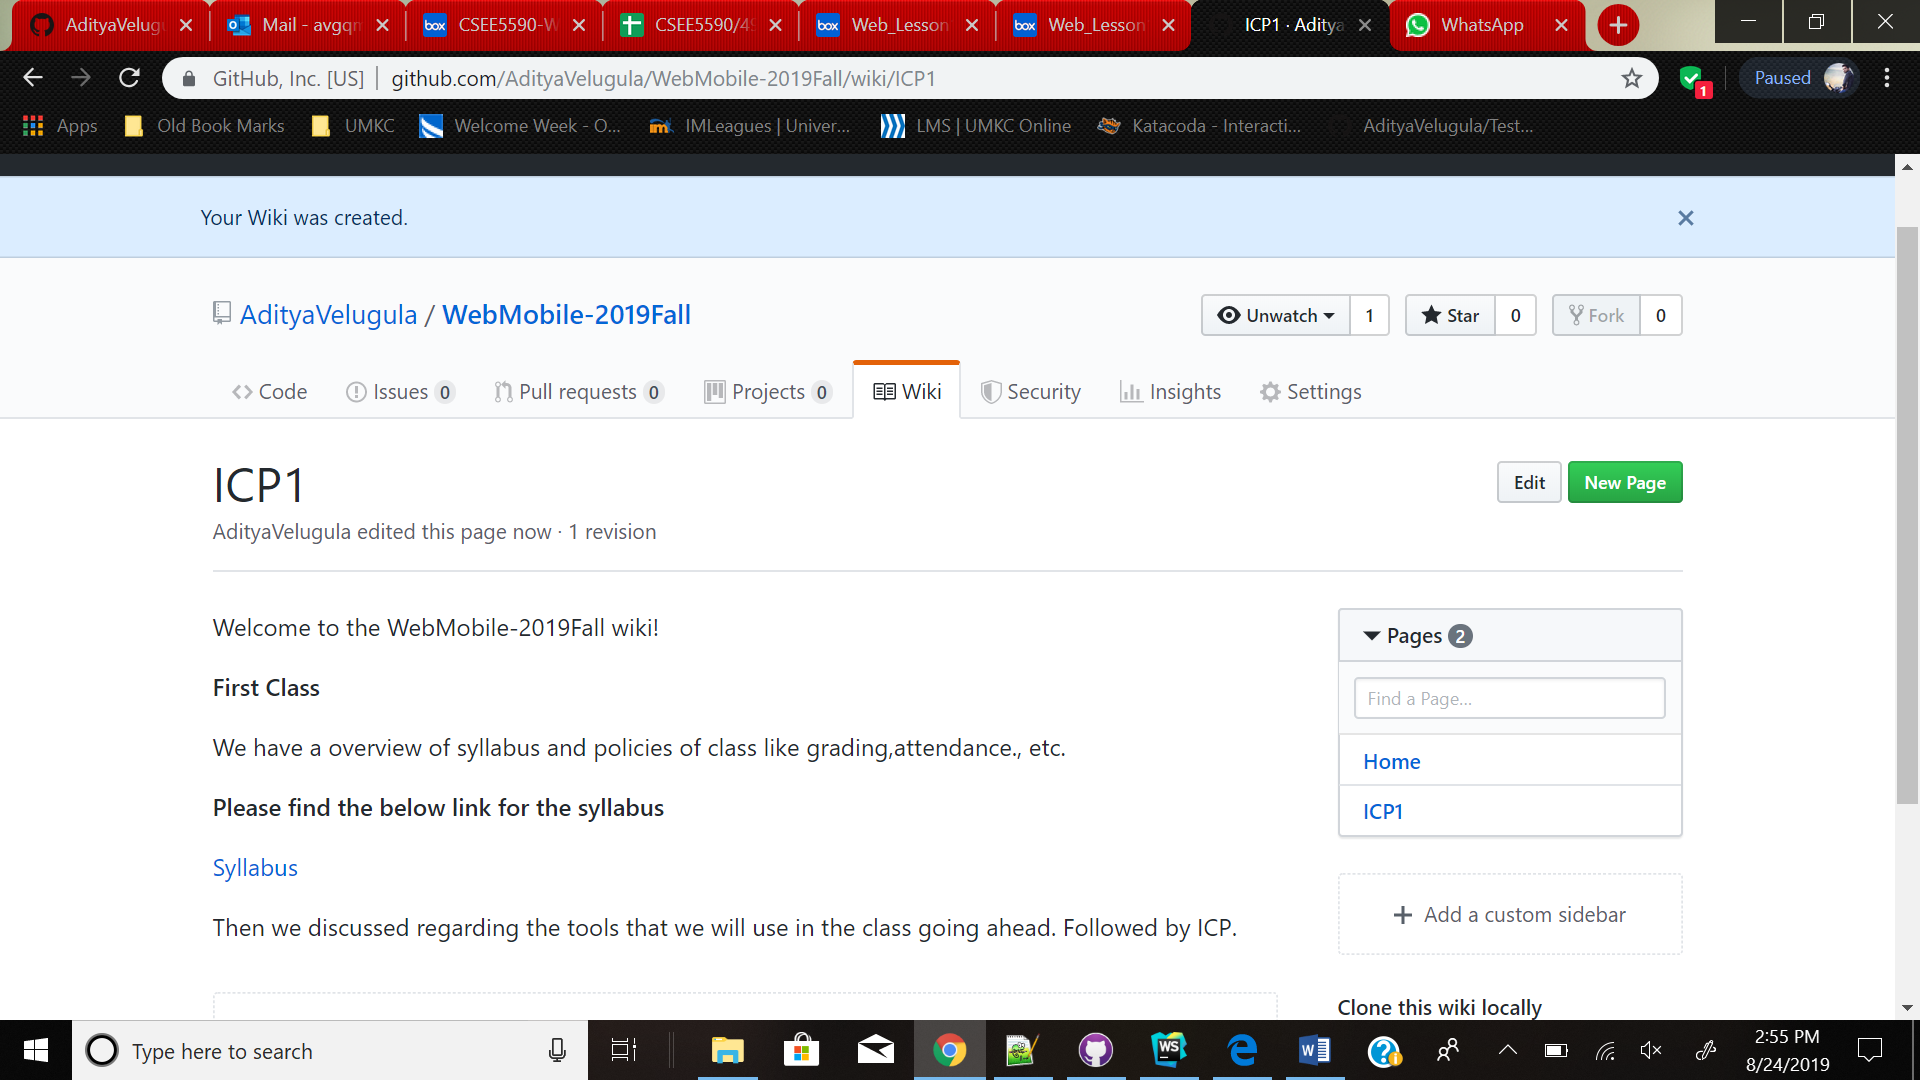 AdityaVelugu
Mail - avgqn
CSEE5590-W
CSEE5590/4
Web_Lesson
Web_Lesson
ICP1 · Aditya
WhatsApp
GitHub, Inc. [US] github.com/AdityaVelugula/WebMobile-2019Fall/wiki/ICP1
1
Paused
Apps
Old Book Marks
UMKC
Welcome Week - O...
IMLeagues | Univer...
LMS | UMKC Online
Katacoda - Interacti...
AdityaVelugula/Test...
Your Wiki was created.
AdityaVelugula / WebMobile-2019Fall
Unwatch 1
Star 0
Fork 0
Code
Issues 0
Pull requests 0
Projects 0
Wiki
Security
Insights
Settings
ICP1
Edit
New Page
AdityaVelugula edited this page now · 1 revision
Welcome to the WebMobile-2019Fall wiki!
First Class
We have a overview of syllabus and policies of class like grading,attendance., etc.
Please find the below link for the syllabus
Syllabus
Then we discussed regarding the tools that we will use in the class going ahead. Followed by ICP.
Pages 2
Find a Page...
Home
ICP1
+ Add a custom sidebar
Clone this wiki locally
Type here to search
2:55 PM
8/24/2019